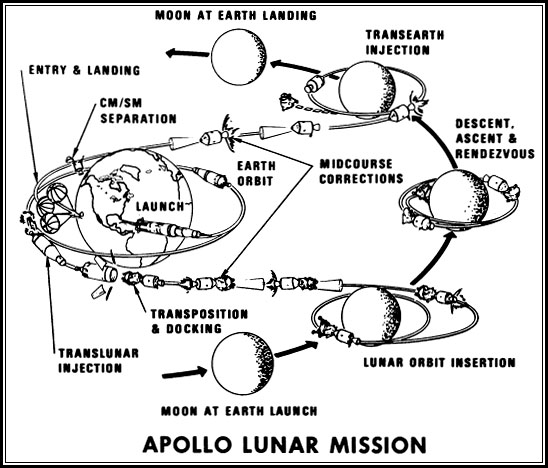 MOON AT EARTH LANDING
TRANSEARTH
INJECTION
ENTRY & LANDING
CM/SM
SEPARATION
DESCENT,
ASCENT &
RENDEZVOUS
EARTH
ORBIT
MIDCOURSE
CORRECTIONS
LAUNCH
TRANSPOSITION
& DOCKING
TRANSLUNAR
INJECTION
LUNAR ORBIT INSERTION
MOON AT EARTH LAUNCH
APOLLO LUNAR MISSION